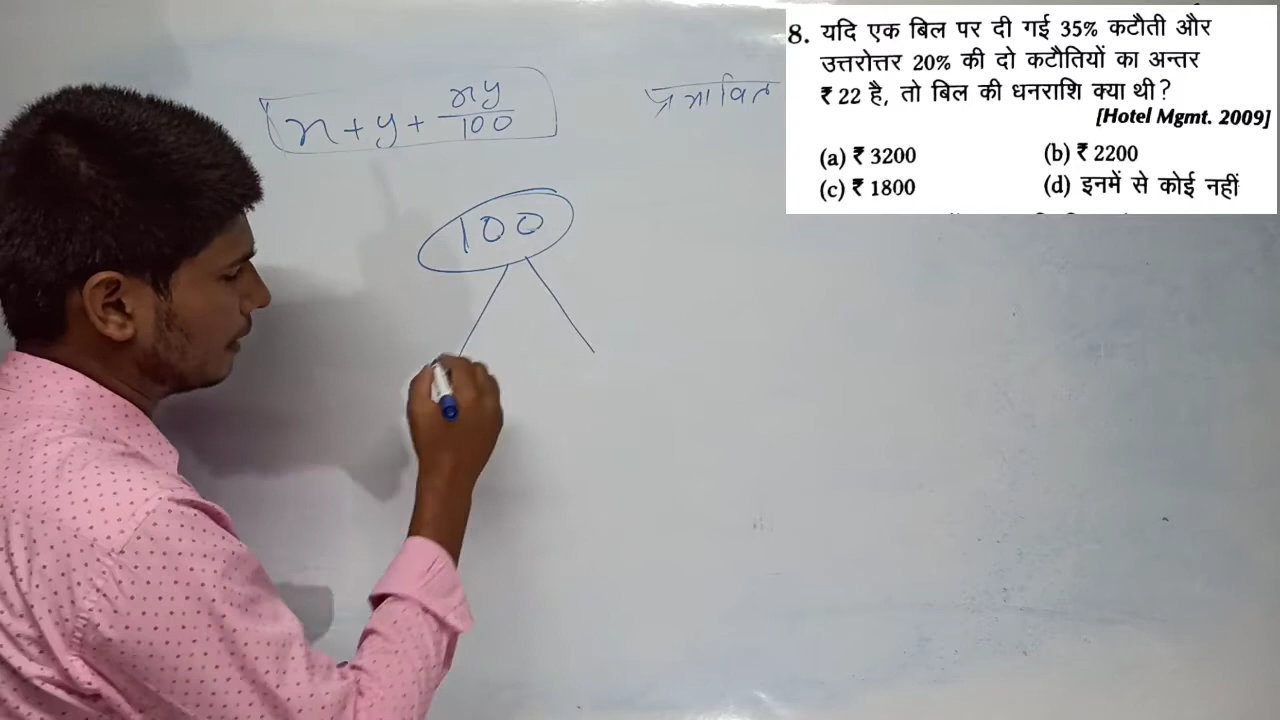 x + y + xy/100
प्रभावित
100
8. यदि एक बिल पर दी गई 35% कटौती और
उत्तरोत्तर 20% की दो कटौतियों का अन्तर
₹ 22 है, तो बिल की धनराशि क्या थी?
[Hotel Mgmt. 2009]
(a) ₹ 3200 (b) ₹ 2200
(c) ₹ 1800 (d) इनमें से कोई नहीं